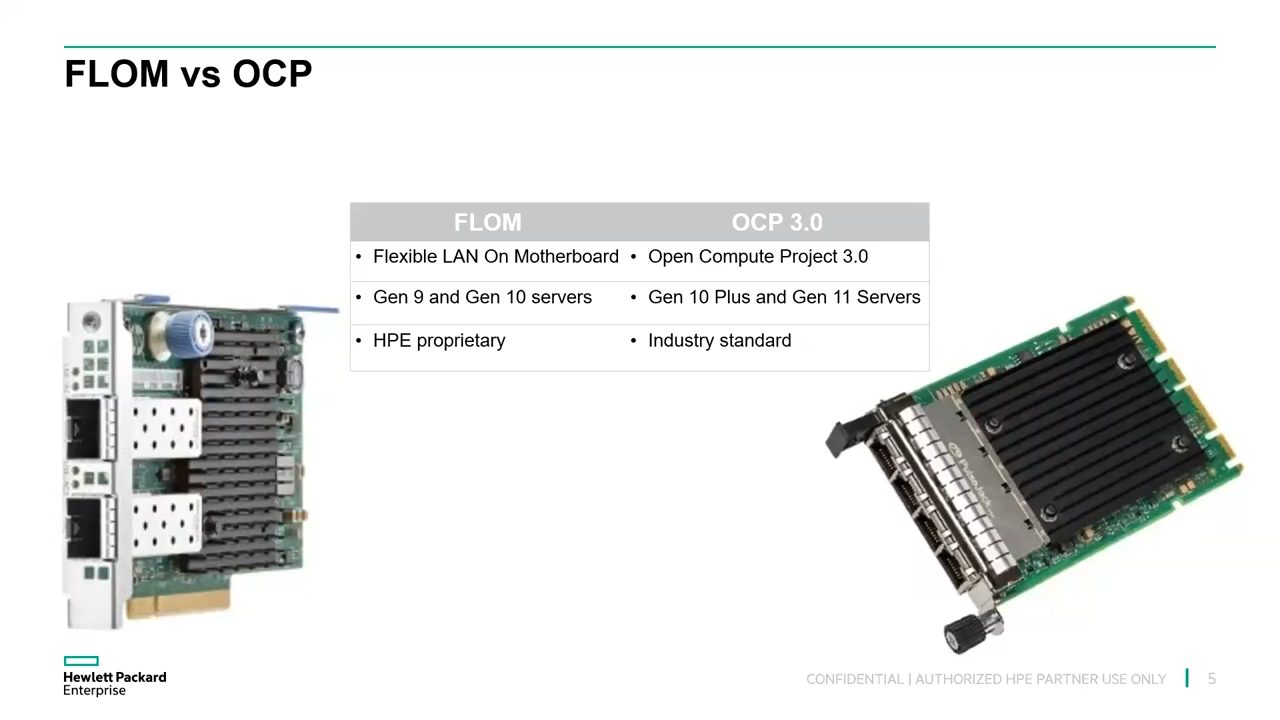 FLOM vs OCP
FLOM OCP 3.0
• Flexible LAN On Motherboard • Open Compute Project 3.0
• Gen 9 and Gen 10 servers • Gen 10 Plus and Gen 11 Servers
• HPE proprietary • Industry standard
PulseJack
Hewlett Packard
Enterprise
CONFIDENTIAL | AUTHORIZED HPE PARTNER USE ONLY 5